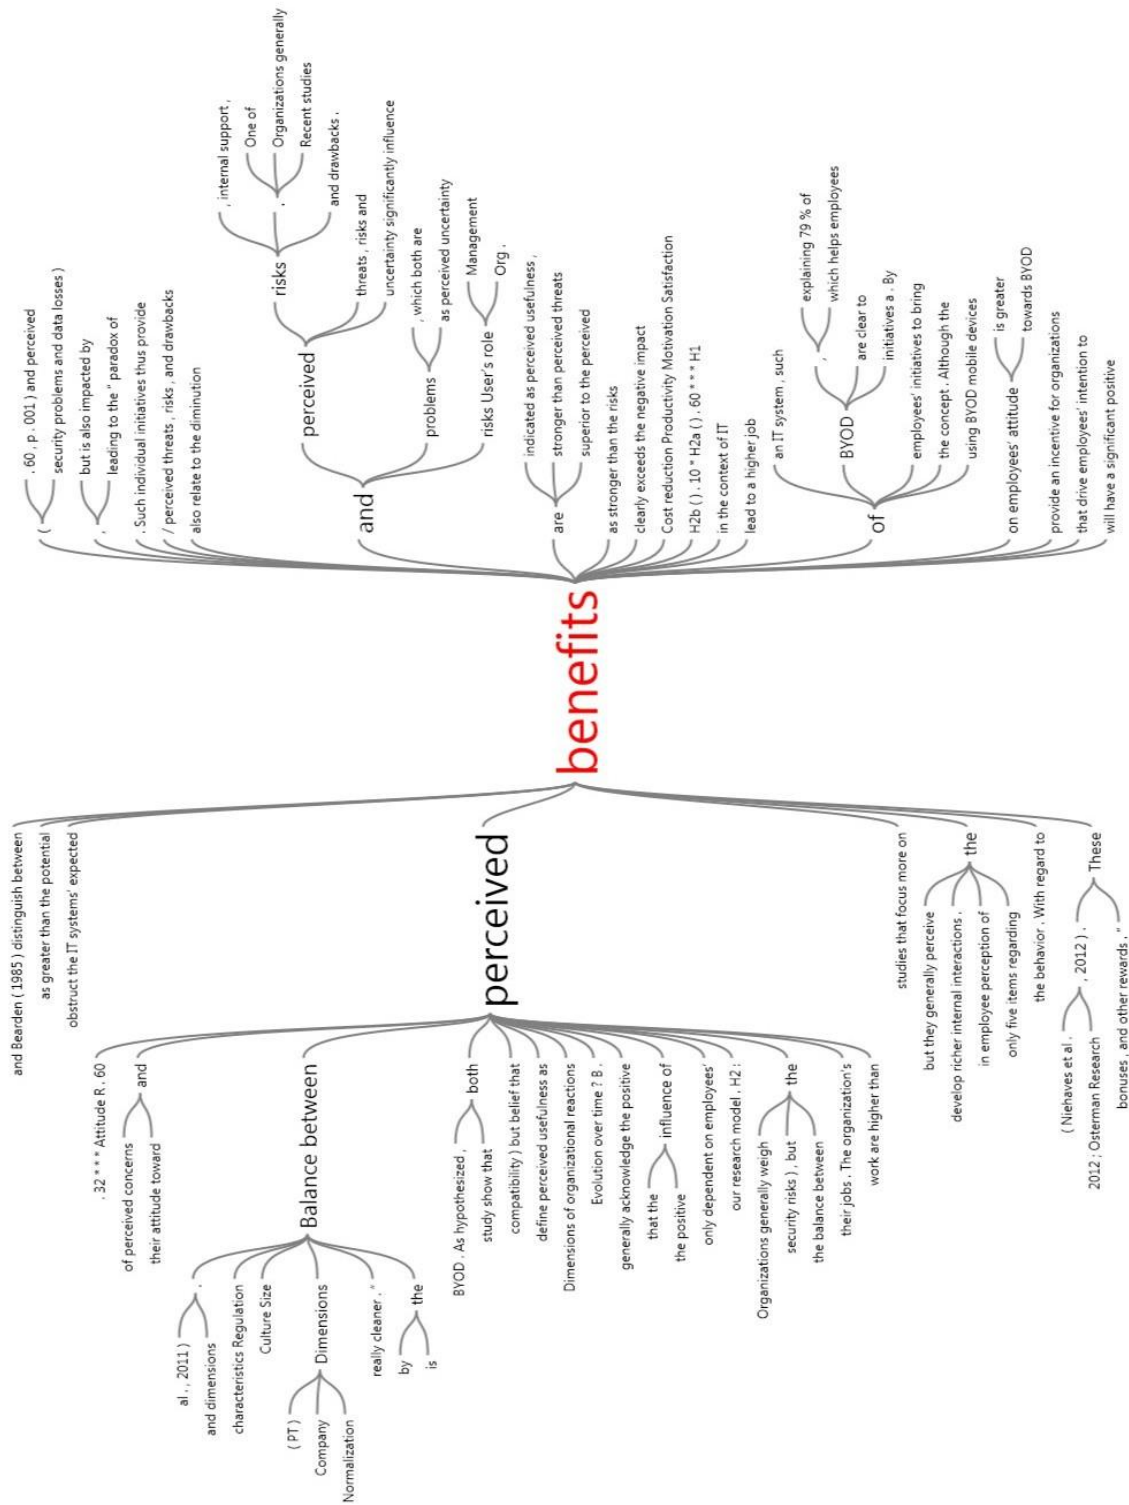 and Bearden ( 1985 ) distinguish between
as greater than the potential
obstruct the IT systems' expected
. 32 * * * Attitude R . 60
of perceived concerns
their attitude toward
and
al . , 2011 )
and dimensions
.
characteristics Regulation
Culture Size
( PT )
Company
Normalization
Dimensions
really cleaner . "
by
is
the
Balance between
BYOD . As hypothesized ,
study show that
both
compatibility ) but belief that
define perceived usefulness as
Dimensions of organizational reactions
Evolution over time ? B .
generally acknowledge the positive
that the
the positive
influence of
only dependent on employees'
our research model . H2 :
Organizations generally weigh
security risks ) , but
the balance between
the
their jobs . The organization's
work are higher than
perceived
studies that focus more on
but they generally perceive
develop richer internal interactions ,
in employee perception of
only five items regarding
the
the behavior . With regard to
( Niehaves et al .
2012 ; Osterman Research
, 2012 ) .
bonuses , and other rewards . "
These
benefits
(
. 60 , p . 001 ) and perceived
security problems and data losses )
,
but is also impacted by
leading to the " paradox of
. Such individual initiatives thus provide
/ perceived threats , risks , and drawbacks
also relate to the diminution
and
perceived
risks
, internal support ,
.
One of
Organizations generally
Recent studies
and drawbacks .
threats , risks and
uncertainty significantly influence
problems
, which both are
as perceived uncertainty
risks User's role
Management
Org .
are
indicated as perceived usefulness ,
stronger than perceived threats
superior to the perceived
as stronger than the risks
clearly exceeds the negative impact
Cost reduction Productivity Motivation Satisfaction
H2b ( ) . 10 * H2a ( ) . 60 * * * H1
in the context of IT
lead to a higher job
of
an IT system , such
BYOD
,
explaining 79 % of
which helps employees
are clear to
initiatives a . By
employees' initiatives to bring
the concept . Although the
using BYOD mobile devices
on employees' attitude
is greater
towards BYOD
provide an incentive for organizations
that drive employees' intention to
will have a significant positive